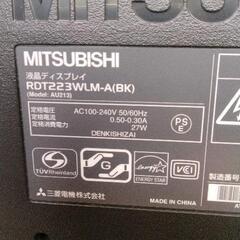 MITSUBISHI
液晶ディスプレイ
RDT223WLM-A(BK)
(Model: AU213)
定格電圧 AC100-240V 50/60Hz
定格電流 0.50-0.30A
定格消費電力 27W
DENKISHIZAI
PS
E
TÜVRheinland
G
ENERGY STAR
VCCI
三菱電機株式会社
MADE IN CHINA
製造番号